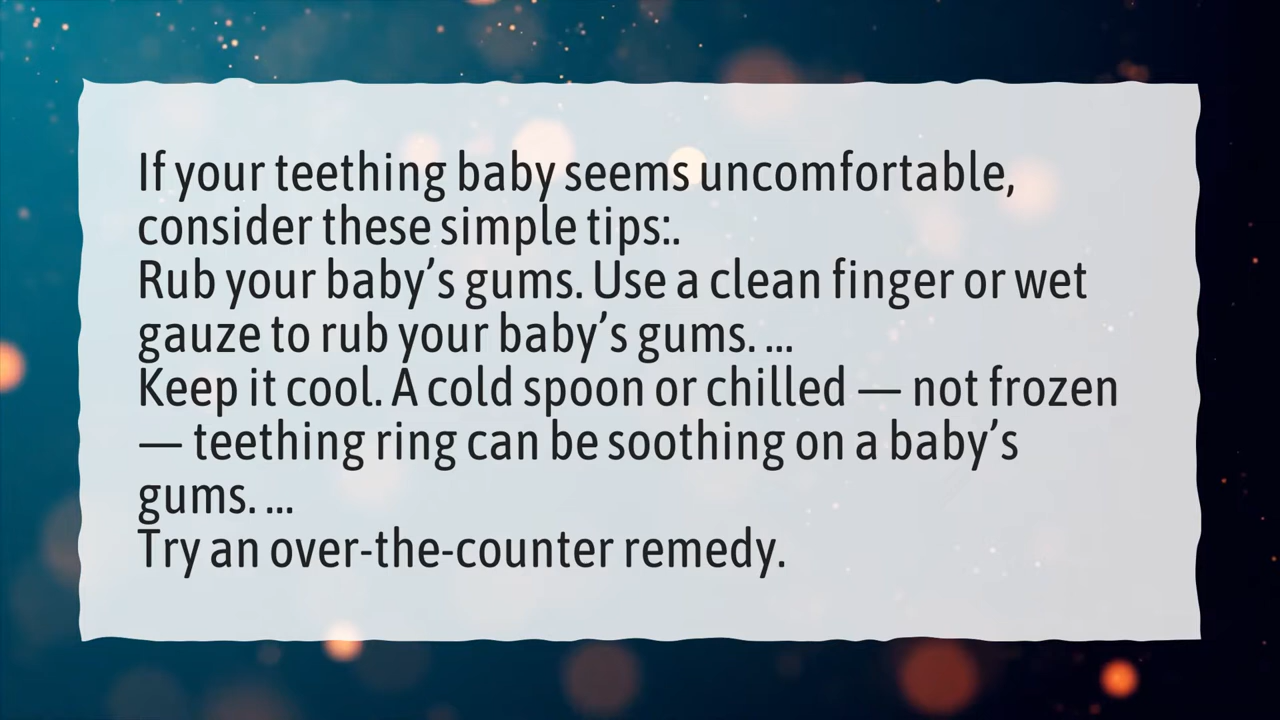 If your teething baby seems uncomfortable,
consider these simple tips:.
Rub your baby’s gums. Use a clean finger or wet
gauze to rub your baby’s gums. ...
Keep it cool. A cold spoon or chilled — not frozen
— teething ring can be soothing on a baby’s
gums. ...
Try an over-the-counter remedy.